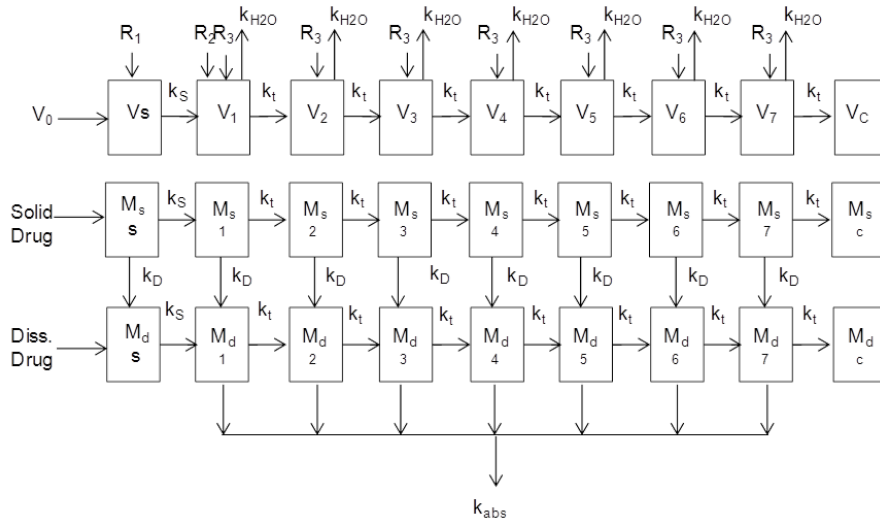 kH2O kH2O kH2O kH2O kH2O kH2O kH2O
R1 R2 R3 R3 R3 R3 R3 R3 R3
kS kt kt kt kt kt kt kt
V0 Vs V1 V2 V3 V4 V5 V6 V7 VC
kS kt kt kt kt kt kt kt
Solid Drug Ms s Ms 1 Ms 2 Ms 3 Ms 4 Ms 5 Ms 6 Ms 7 Ms c
kD kD kD kD kD kD kD kD
kS kt kt kt kt kt kt kt
Diss. Drug Md s Md 1 Md 2 Md 3 Md 4 Md 5 Md 6 Md 7 Md c
kabs